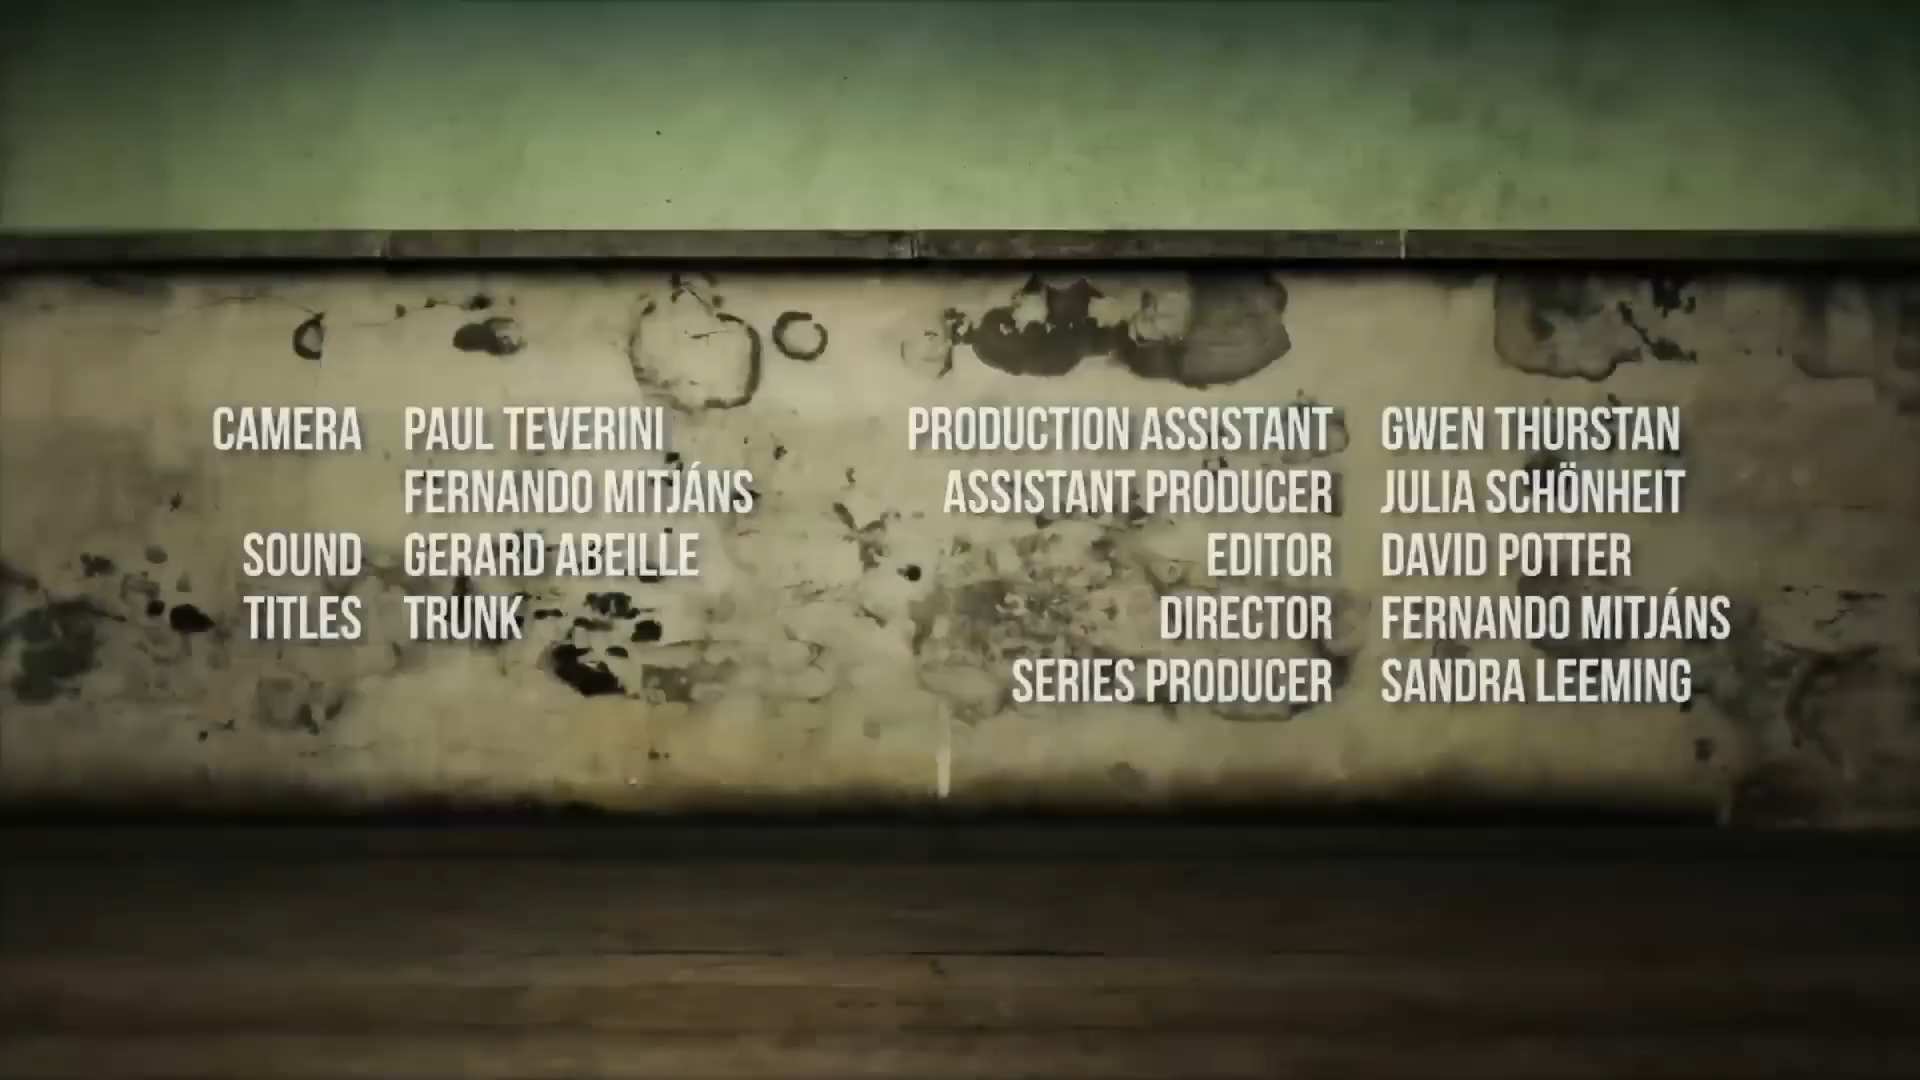 CAMERA PAUL TEVERINI
FERNANDO MITJÁNS
SOUND GERARD ABEILLE
TITLES TRUNK
PRODUCTION ASSISTANT GWEN THURSTAN
ASSISTANT PRODUCER JULIA SCHÖNHEIT
EDITOR DAVID POTTER
DIRECTOR FERNANDO MITJÁNS
SERIES PRODUCER SANDRA LEEMING